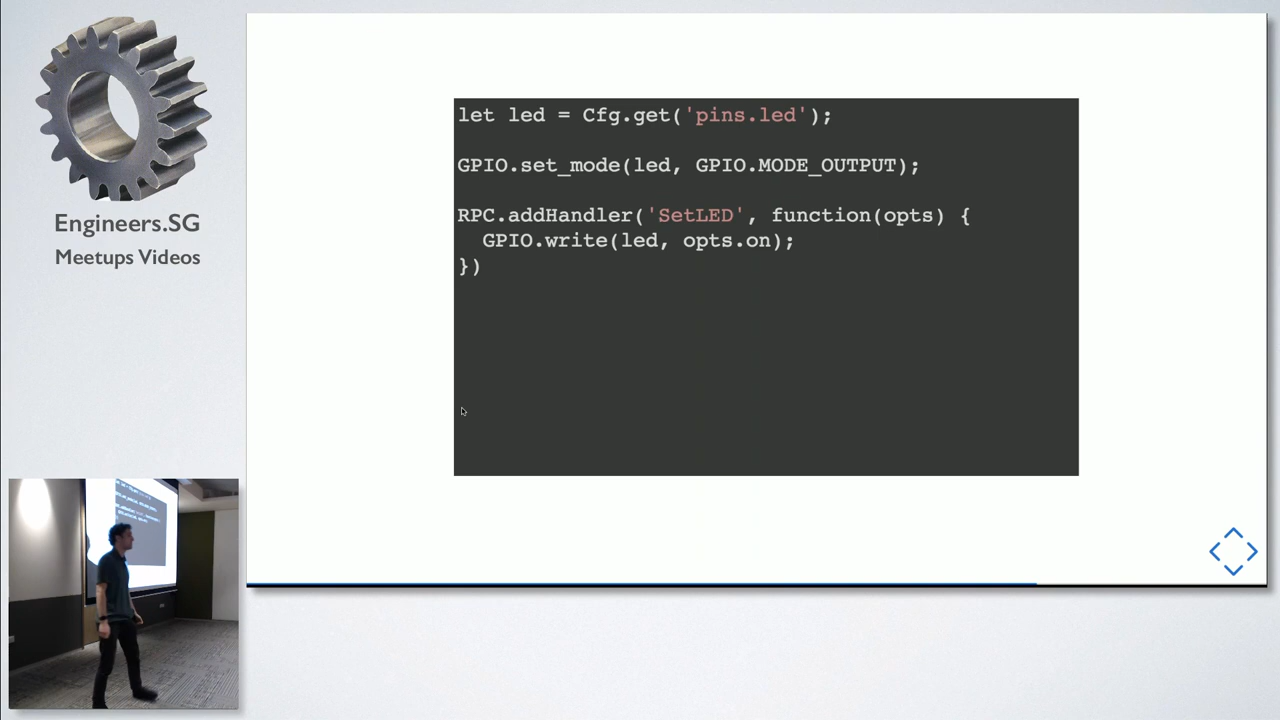 Engineers.SG
Meetups Videos
let led = Cfg.get('pins.led');
GPIO.set_mode(led, GPIO.MODE_OUTPUT);
RPC.addHandler('SetLED', function(opts) {
  GPIO.write(led, opts.on);
})